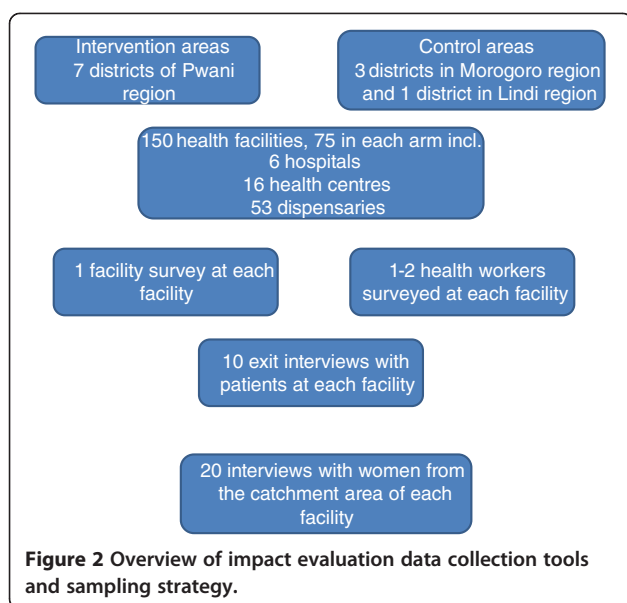 Intervention areas
7 districts of Pwani
region
Control areas
3 districts in Morogoro region
and 1 district in Lindi region
150 health facilities, 75 in each arm incl.
6 hospitals
16 health centres
53 dispensaries
1 facility survey at each
facility
1-2 health workers
surveyed at each facility
10 exit interviews with
patients at each facility
20 interviews with women from
the catchment area of each
facility
Figure 2 Overview of impact evaluation data collection tools
and sampling strategy.